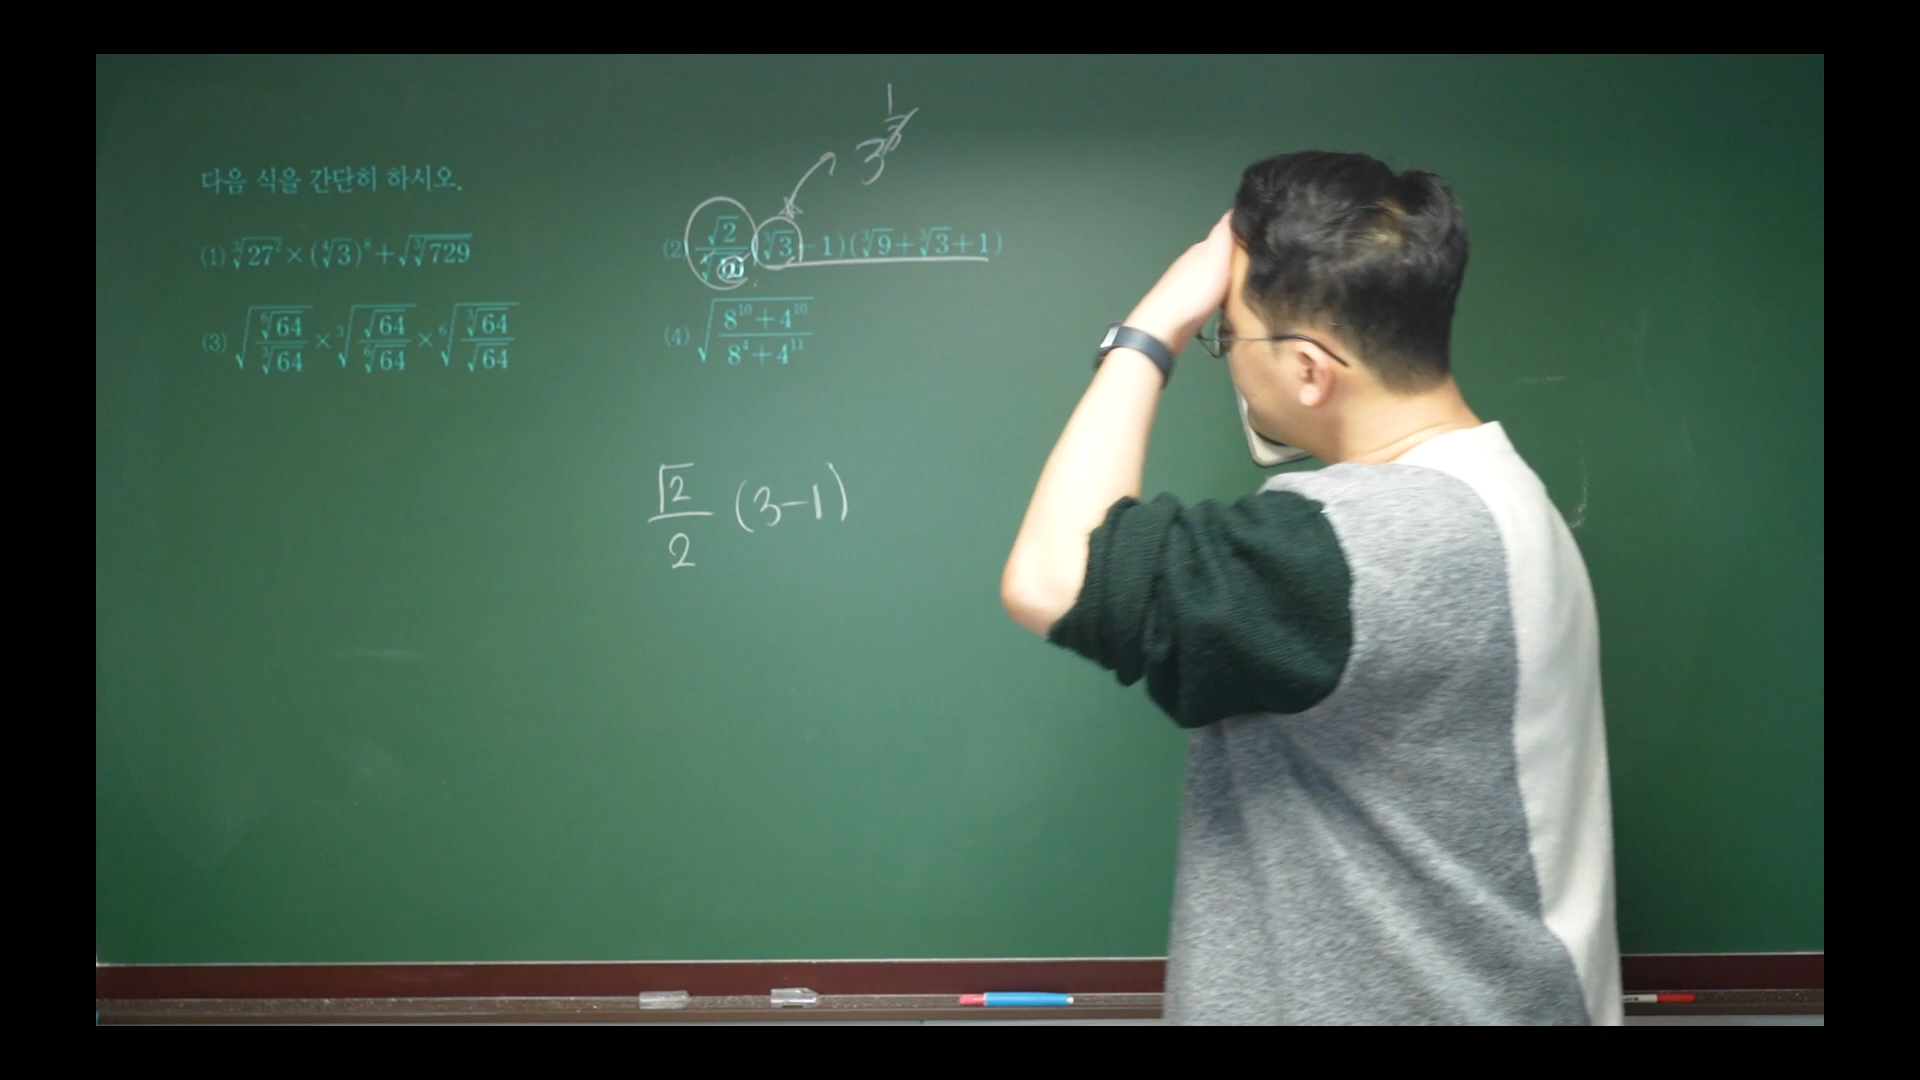 다음 식을 간단히 하시오.
(1) ∛27² × (∜3)⁸ + √∛729
(2) √2 (∛3 − 1)(∛9 + ∛3 + 1)
(3) √(⁶√64 / ∛64) × ∛(√64 / ⁶√64) × ⁶√(∛64 / √64)
(4) √((8¹⁰ + 4¹⁰) / (8⁴ + 4¹¹))
√2 / 2 (3−1)